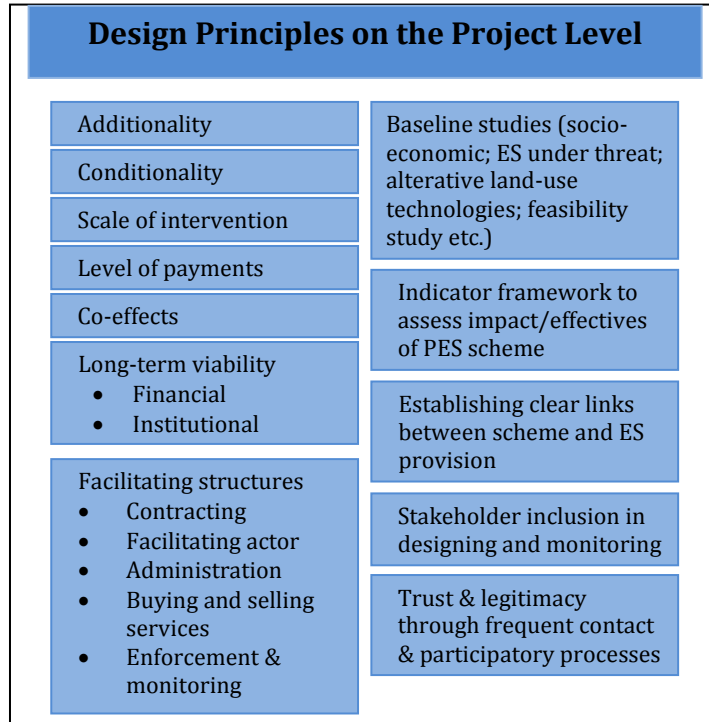 Design Principles on the Project Level
Additionality
Conditionality
Scale of intervention
Level of payments
Co-effects
Long-term viability
• Financial
• Institutional
Facilitating structures
• Contracting
• Facilitating actor
• Administration
• Buying and selling
services
• Enforcement &
monitoring
Baseline studies (socio-
economic; ES under threat;
alterative land-use
technologies; feasibility
study etc.)
Indicator framework to
assess impact/effectives
of PES scheme
Establishing clear links
between scheme and ES
provision
Stakeholder inclusion in
designing and monitoring
Trust & legitimacy
through frequent contact
& participatory processes